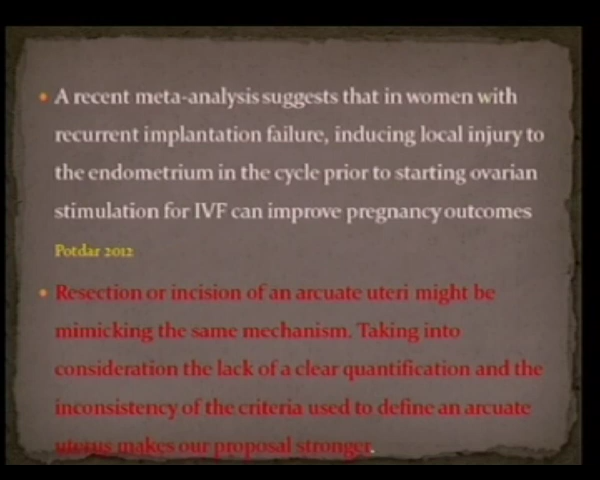 A recent meta-analysis suggests that in women with
recurrent implantation failure, inducing local injury to
the endometrium in the cycle prior to starting ovarian
stimulation for IVF can improve pregnancy outcomes
Potdar 2012
Resection or incision of an arcuate uteri might be
mimicking the same mechanism. Taking into
consideration the lack of a clear quantification and the
inconsistency of the criteria used to define an arcuate
uterus makes our proposal stronger.